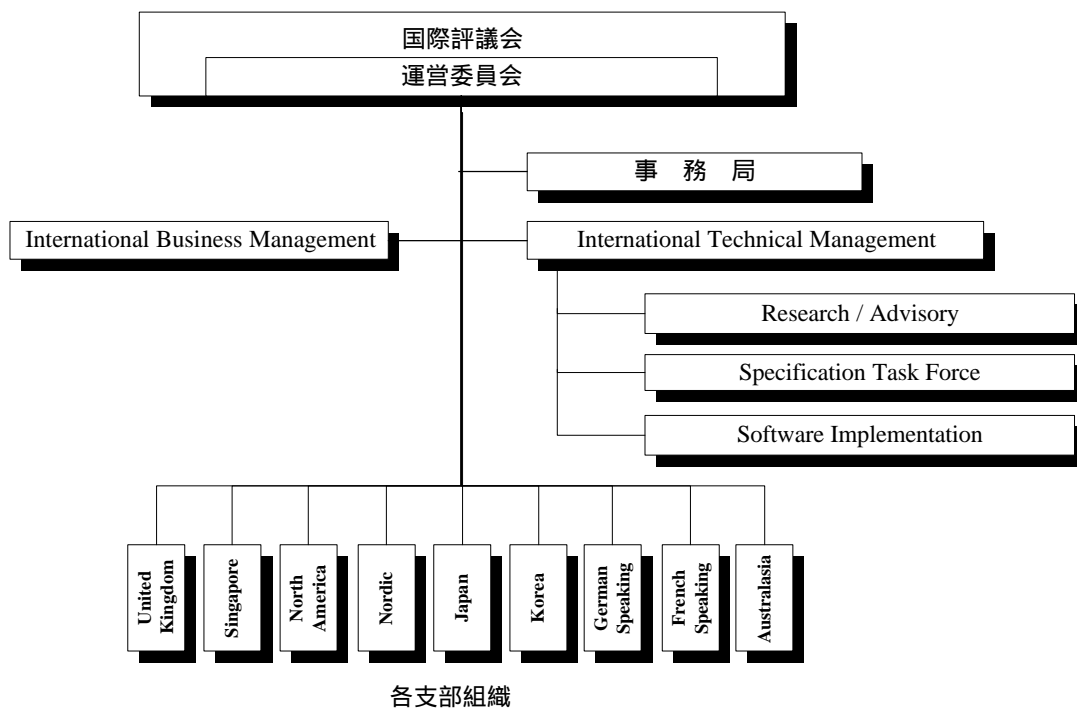 国際評議会
運営委員会
事 務 局
International Business Management
International Technical Management
Research / Advisory
Specification Task Force
Software Implementation
United
Kingdom
Singapore
North
America
Nordic
Japan
Korea
German
Speaking
French
Speaking
Australasia
各支部組織